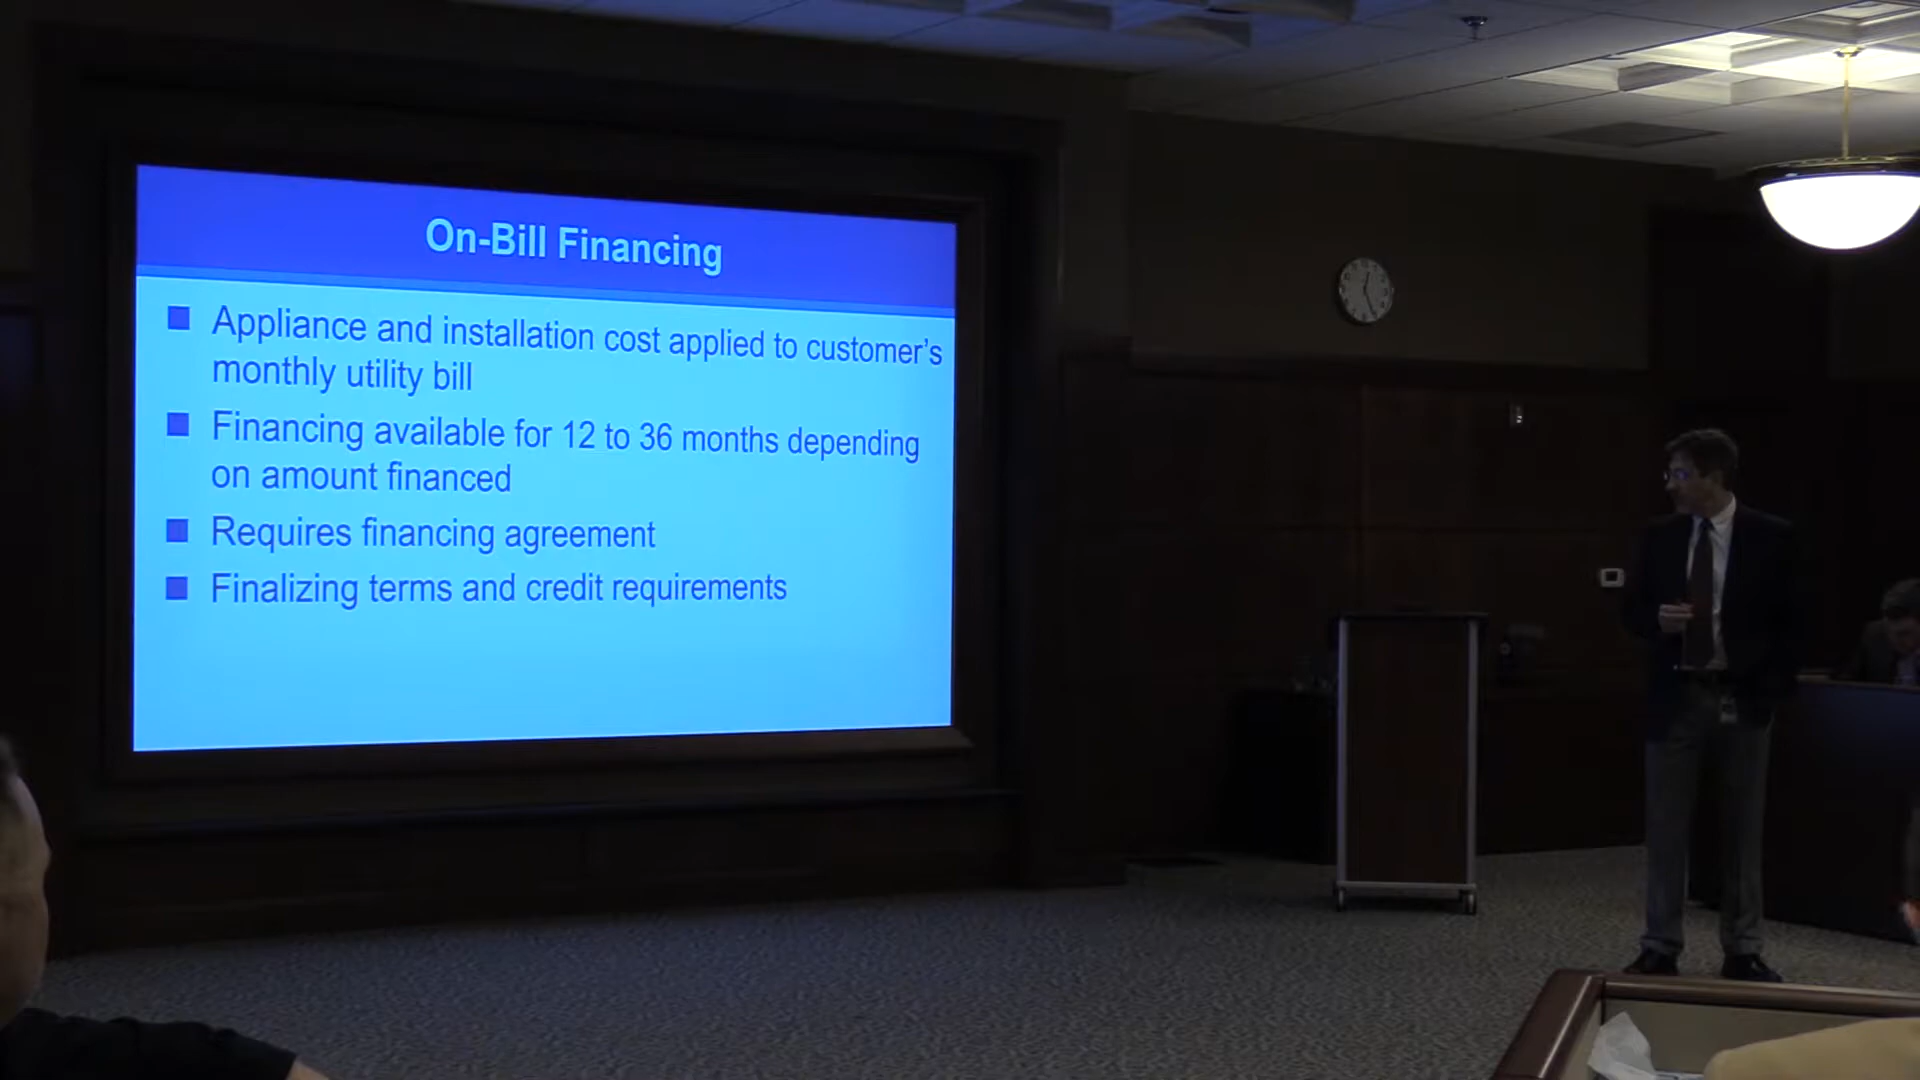 On-Bill Financing
Appliance and installation cost applied to customer's
monthly utility bill
Financing available for 12 to 36 months depending
on amount financed
Requires financing agreement
Finalizing terms and credit requirements